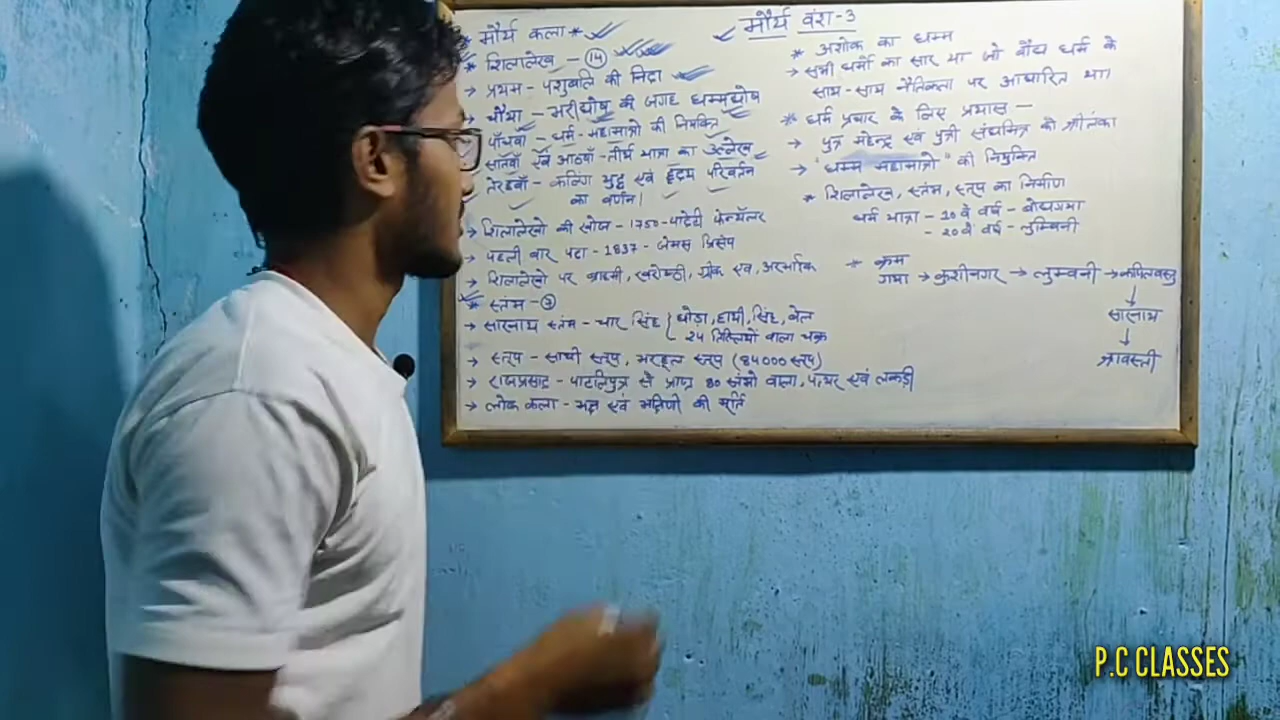 मौर्य वंश-3
* मौर्य कला *
* शिलालेख - 14
→ प्रथम - पशुबलि की निंदा
→ चौथा - भेरीघोष की जगह धम्मघोष
पाँचवाँ - धर्म-महामात्रो की नियुक्ति
सातवाँ एवं आठवाँ - तीर्थ यात्रा का उल्लेख
तेरहवाँ - कलिंग युद्ध एवं हृदय परिवर्तन
का वर्णन।
→ शिलालेखो की खोज - 1750 - पाद्रेटी फेन्थैलर
→ पहली बार पढा - 1837 - जेम्स प्रिंसेप
→ शिलालेखो पर ब्राह्मी, खरोष्ठी, ग्रीक एवं अरमाईक
* स्तंभ - 7
→ सारनाथ स्तंभ - चार सिंह { घोडा, हाथी, सिंह, बैल
24 तिल्लियों वाला चक्र
→ स्तूप - सांची स्तूप, भरहूत स्तूप (84000 स्तूप)
→ राजप्रसाद - पाटलिपुत्र से प्राप्त 80 खंभो वाला, पत्थर एवं लकडी
→ लोक कला - यक्ष एवं यक्षिणी की मूर्ति
* अशोक का धम्म
→ सभी धर्मो का सार था जो बौद्ध धर्म के
साथ-साथ नैतिकता पर आधारित था।
* धर्म प्रचार के लिए प्रयास -
→ पुत्र महेन्द्र एवं पुत्री संघमित्र को श्रीलंका
→ "धम्म महामात्रो" की नियुक्ति
* शिलालेख, स्तंभ, स्तूप का निर्माण
धर्म यात्रा - 10 वें वर्ष - बोधगया
- 20 वें वर्ष - लुम्बिनी
* क्रम
गया → कुशीनगर → लुम्बनी → कपिलवस्तु
↓
सारनाथ
↓
श्रावस्ती
P.C CLASSES